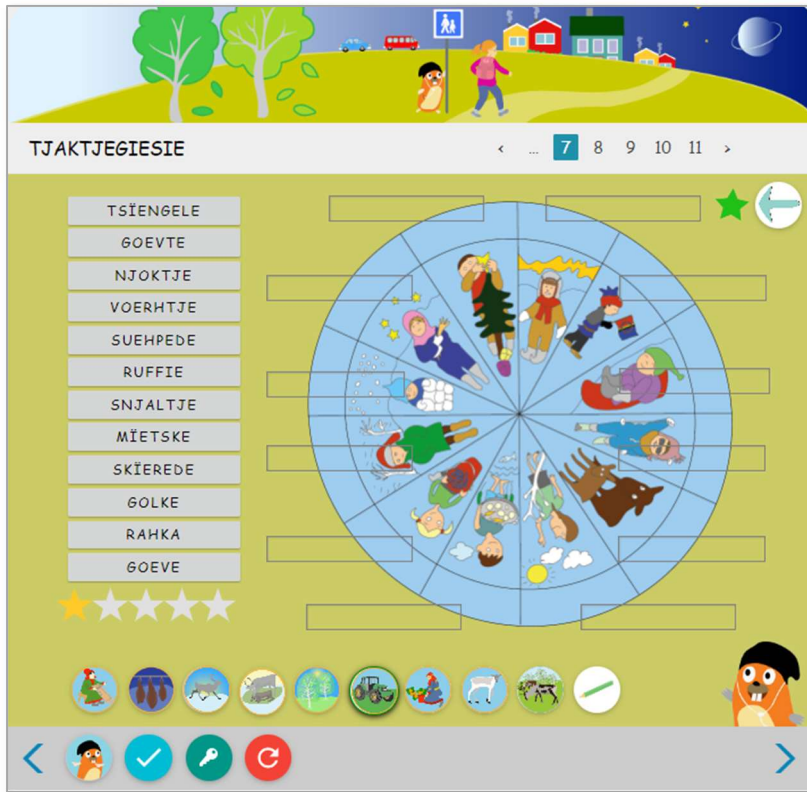 TJAKTJEGIESIE ‹ ... 7 8 9 10 11 ›
TSÏENGELE
GOEVTE
NJOKTJE
VOERHTJE
SUEHPEDE
RUFFIE
SNJALTJE
MÏETSKE
SKÏEREDE
GOLKE
RAHKA
GOEVE